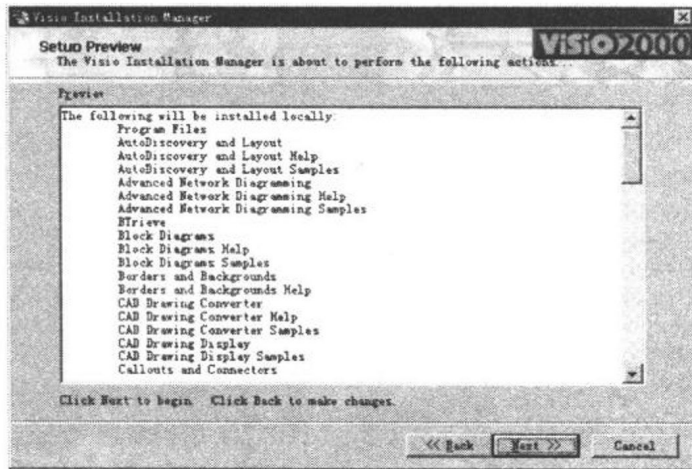 Visio Installation Manager
Setup Preview
VISIO2000
The Visio Installation Manager is about to perform the following actions...
Preview
The following will be installed locally:
Program Files
AutoDiscovery and Layout
AutoDiscovery and Layout Help
AutoDiscovery and Layout Samples
Advanced Network Diagramming
Advanced Network Diagramming Help
Advanced Network Diagramming Samples
BTrieve
Block Diagrams
Block Diagrams Help
Block Diagrams Samples
Borders and Backgrounds
Borders and Backgrounds Help
CAD Drawing Converter
CAD Drawing Converter Help
CAD Drawing Converter Samples
CAD Drawing Display
CAD Drawing Display Samples
Callouts and Connectors
Click Next to begin. Click Back to make changes.
<< Back Next >> Cancel